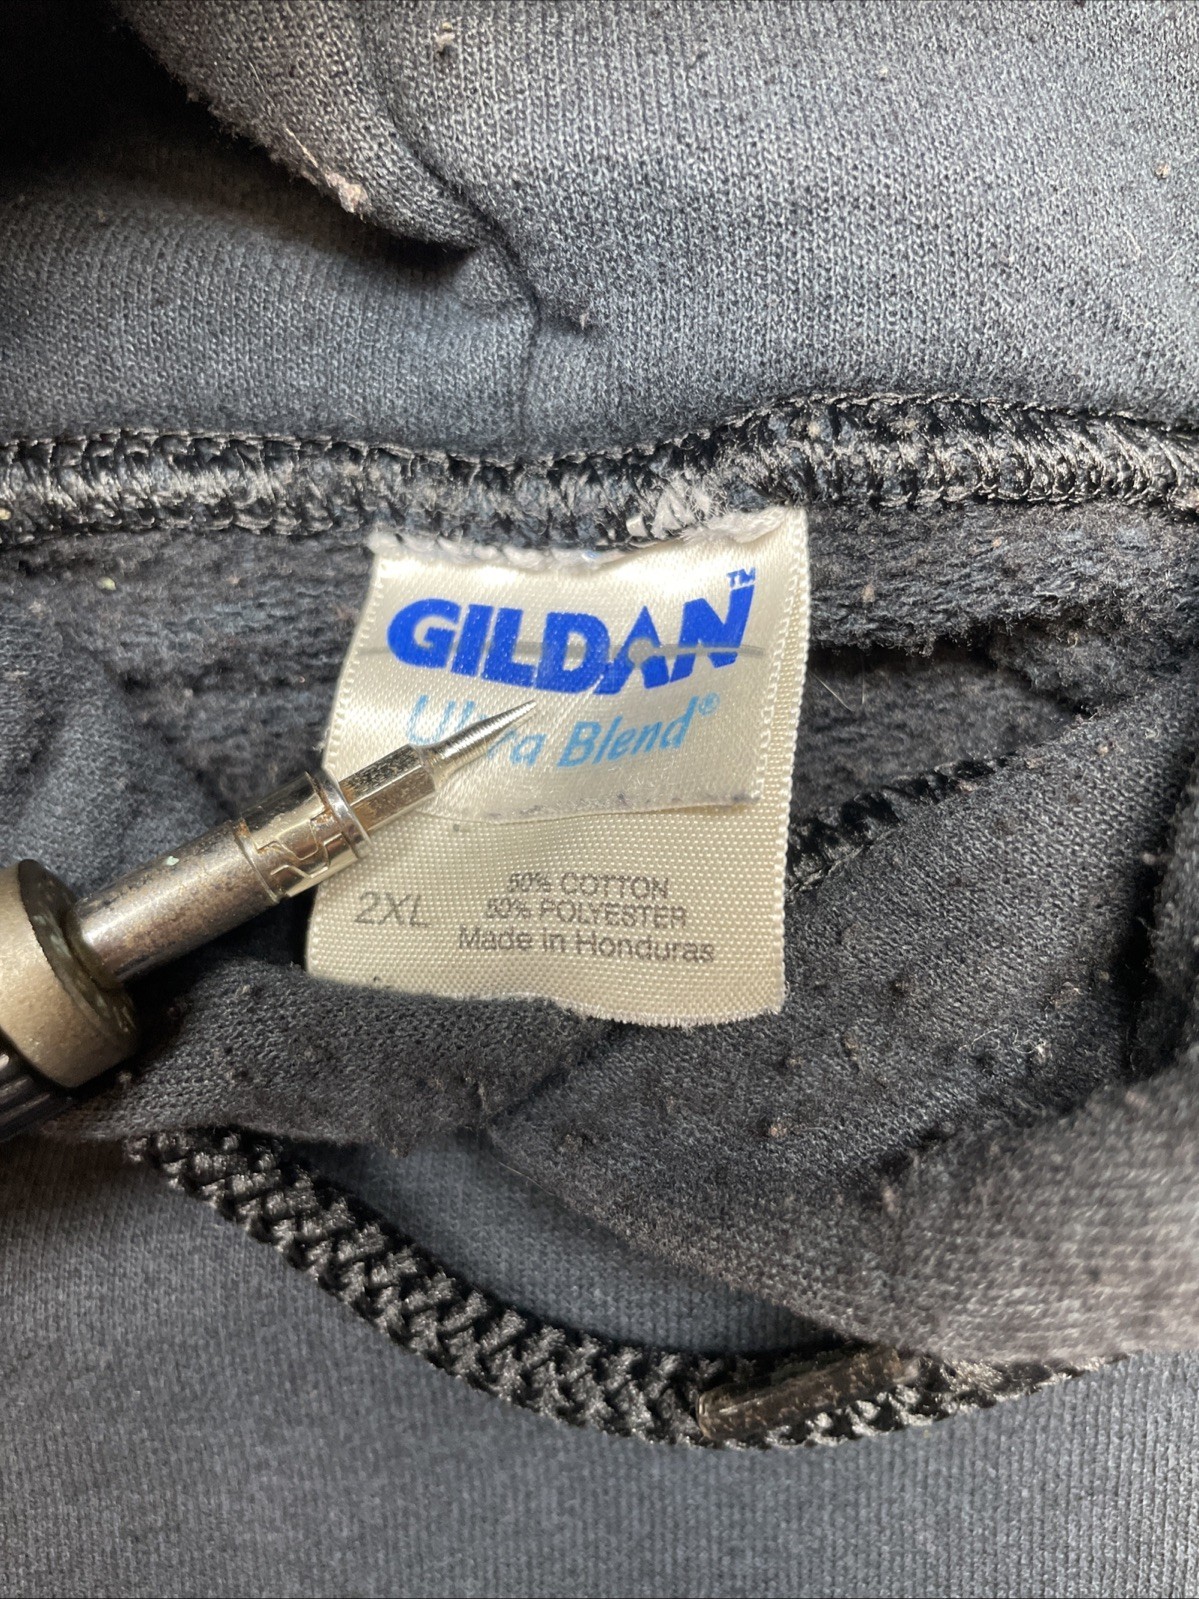 GILDAN™
Ultra Blend®
50% COTTON
2XL 50% POLYESTER
Made in Honduras